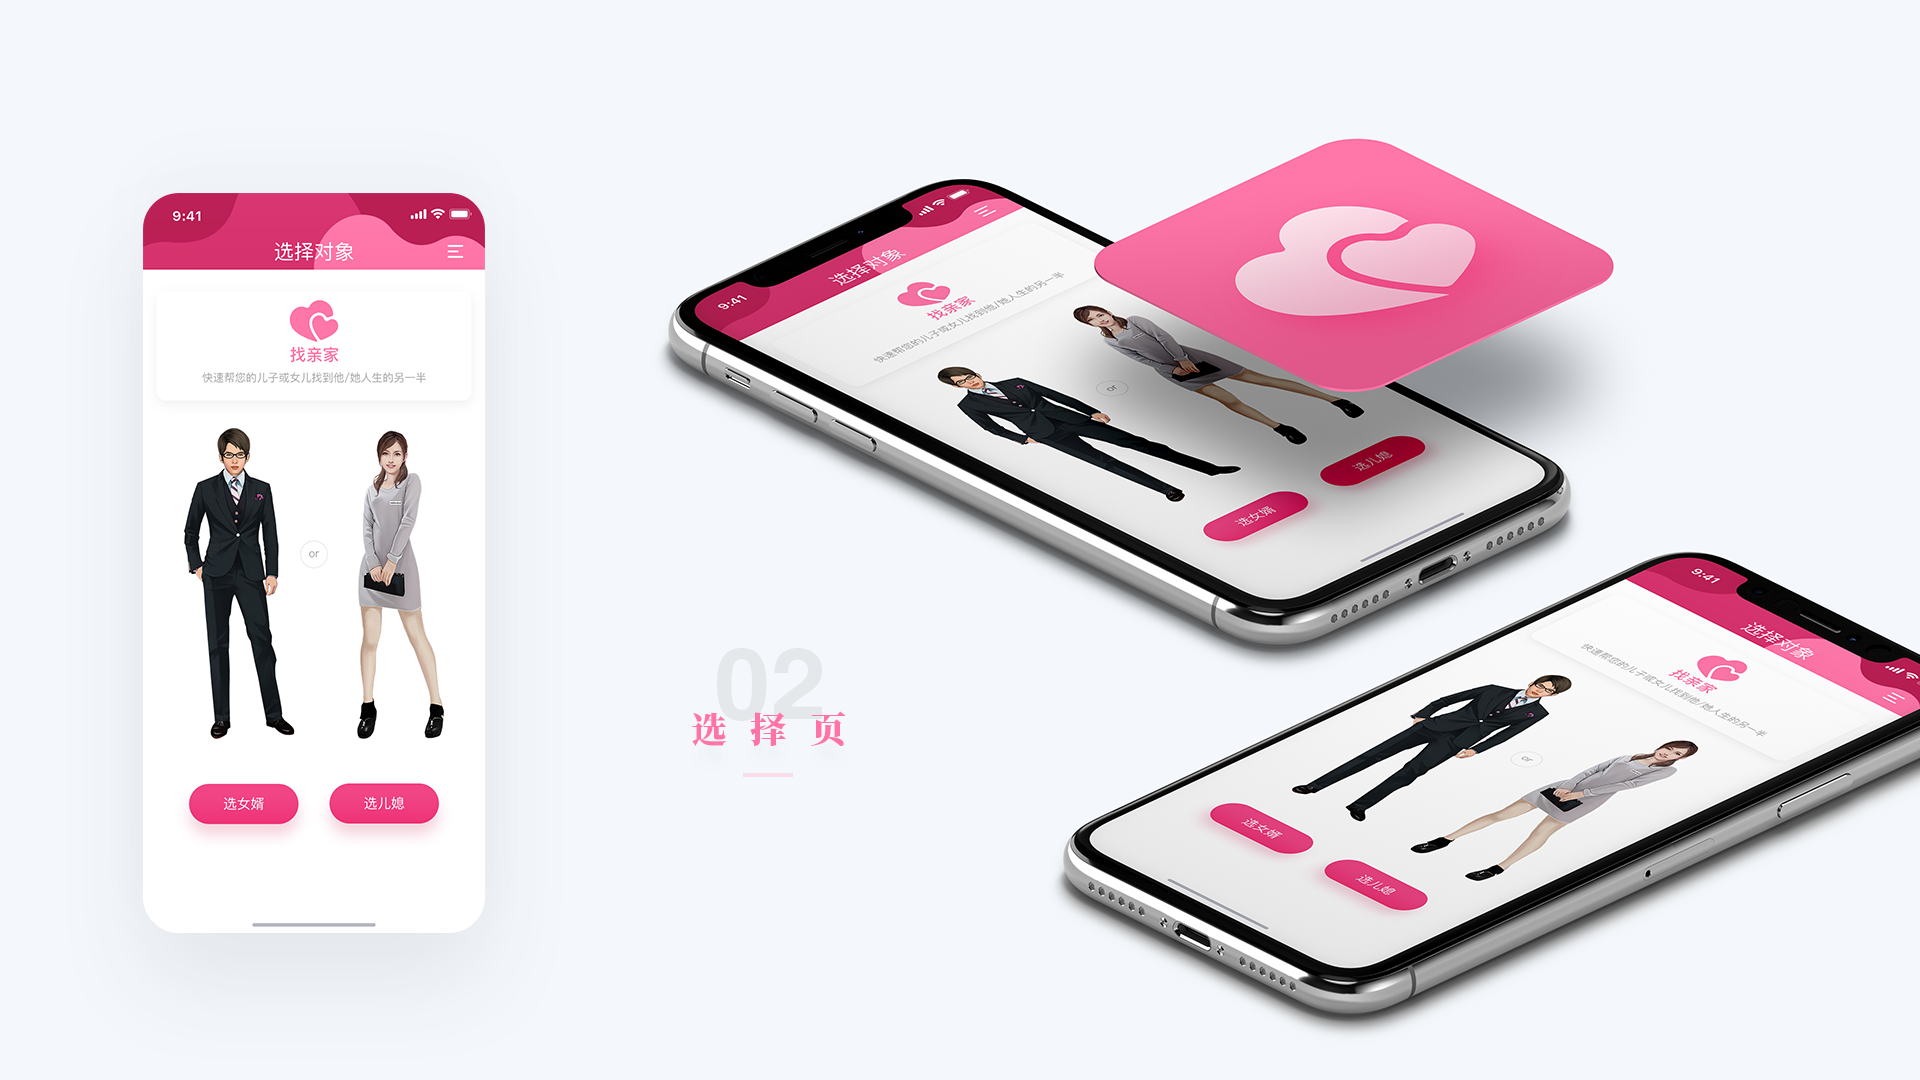 9:41
选择对象
找亲家
快速帮您的儿子或女儿找到他/她人生的另一半
or
选女婿
选儿媳
02
选择页
9:41
选择对象
找亲家
快速帮您的儿子或女儿找到他/她人生的另一半
or
选儿媳
选女婿
9:41
选择对象
找亲家
快速帮您的儿子或女儿找到他/她人生的另一半
or
选女婿
选儿媳